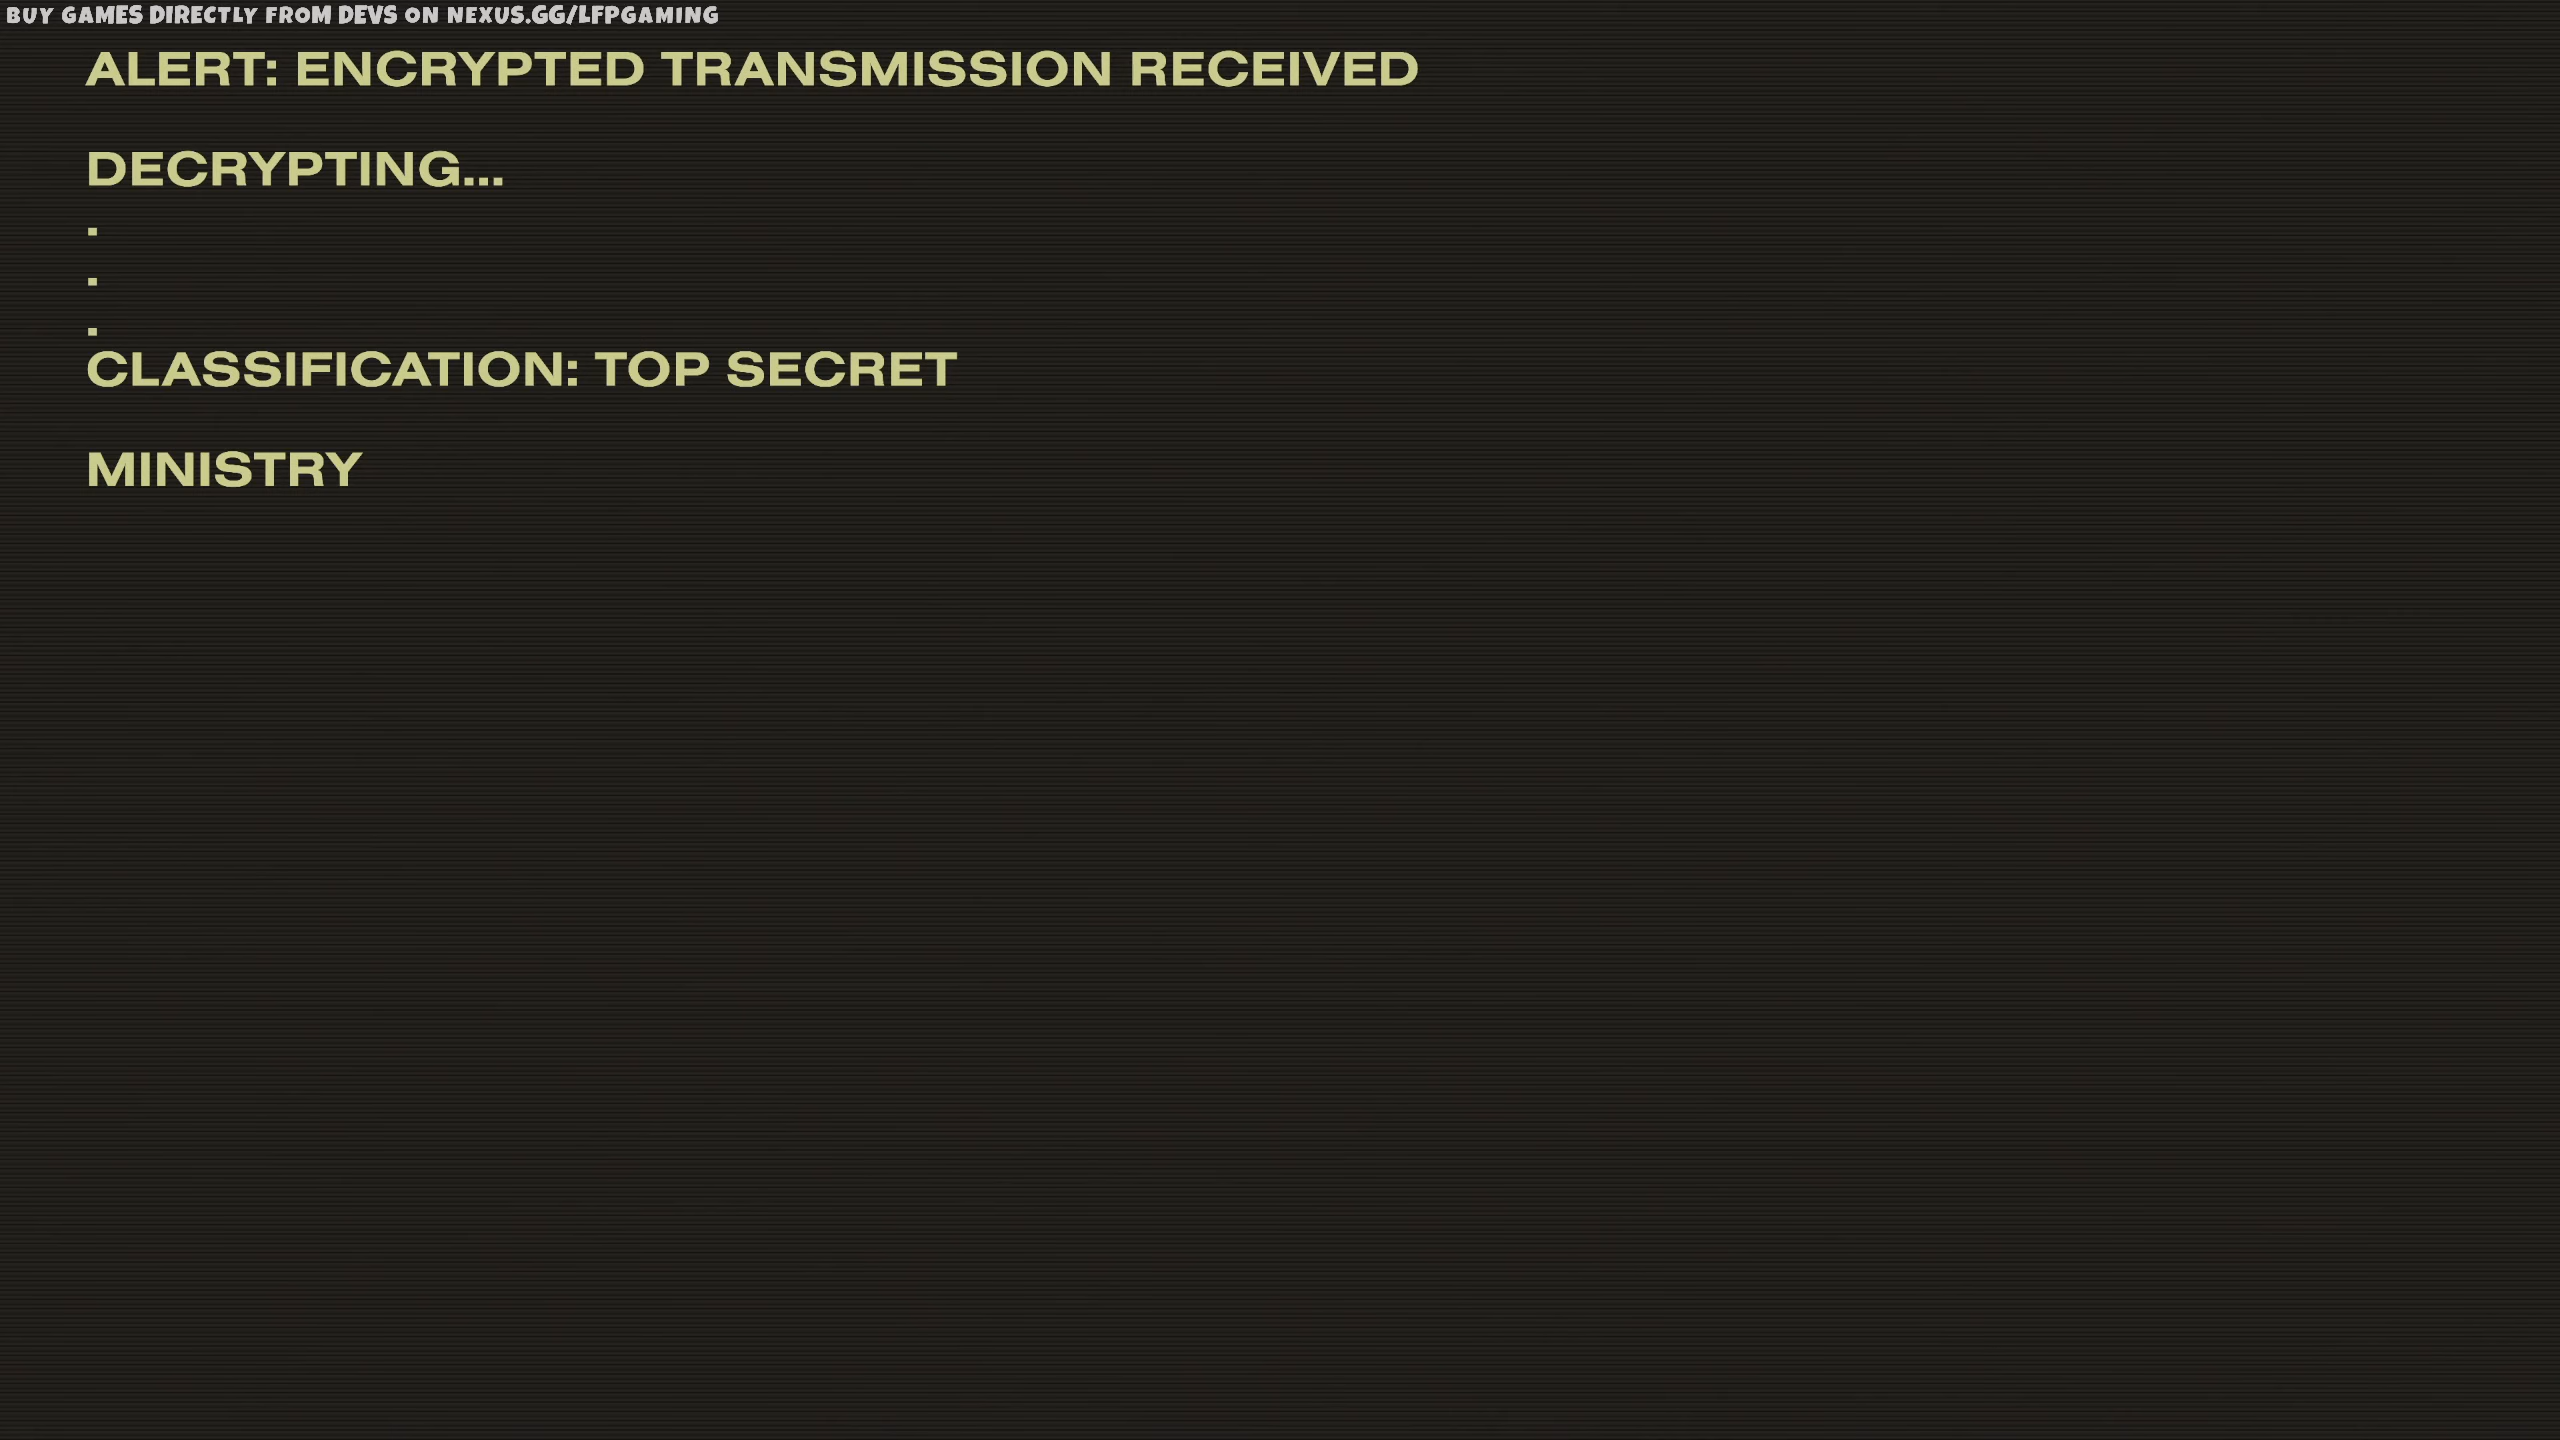 BUY GAMES DIRECTLY FROM DEVS ON NEXUS.GG/LFPGAMING
ALERT: ENCRYPTED TRANSMISSION RECEIVED
DECRYPTING...
.
.
.
CLASSIFICATION: TOP SECRET
MINISTRY